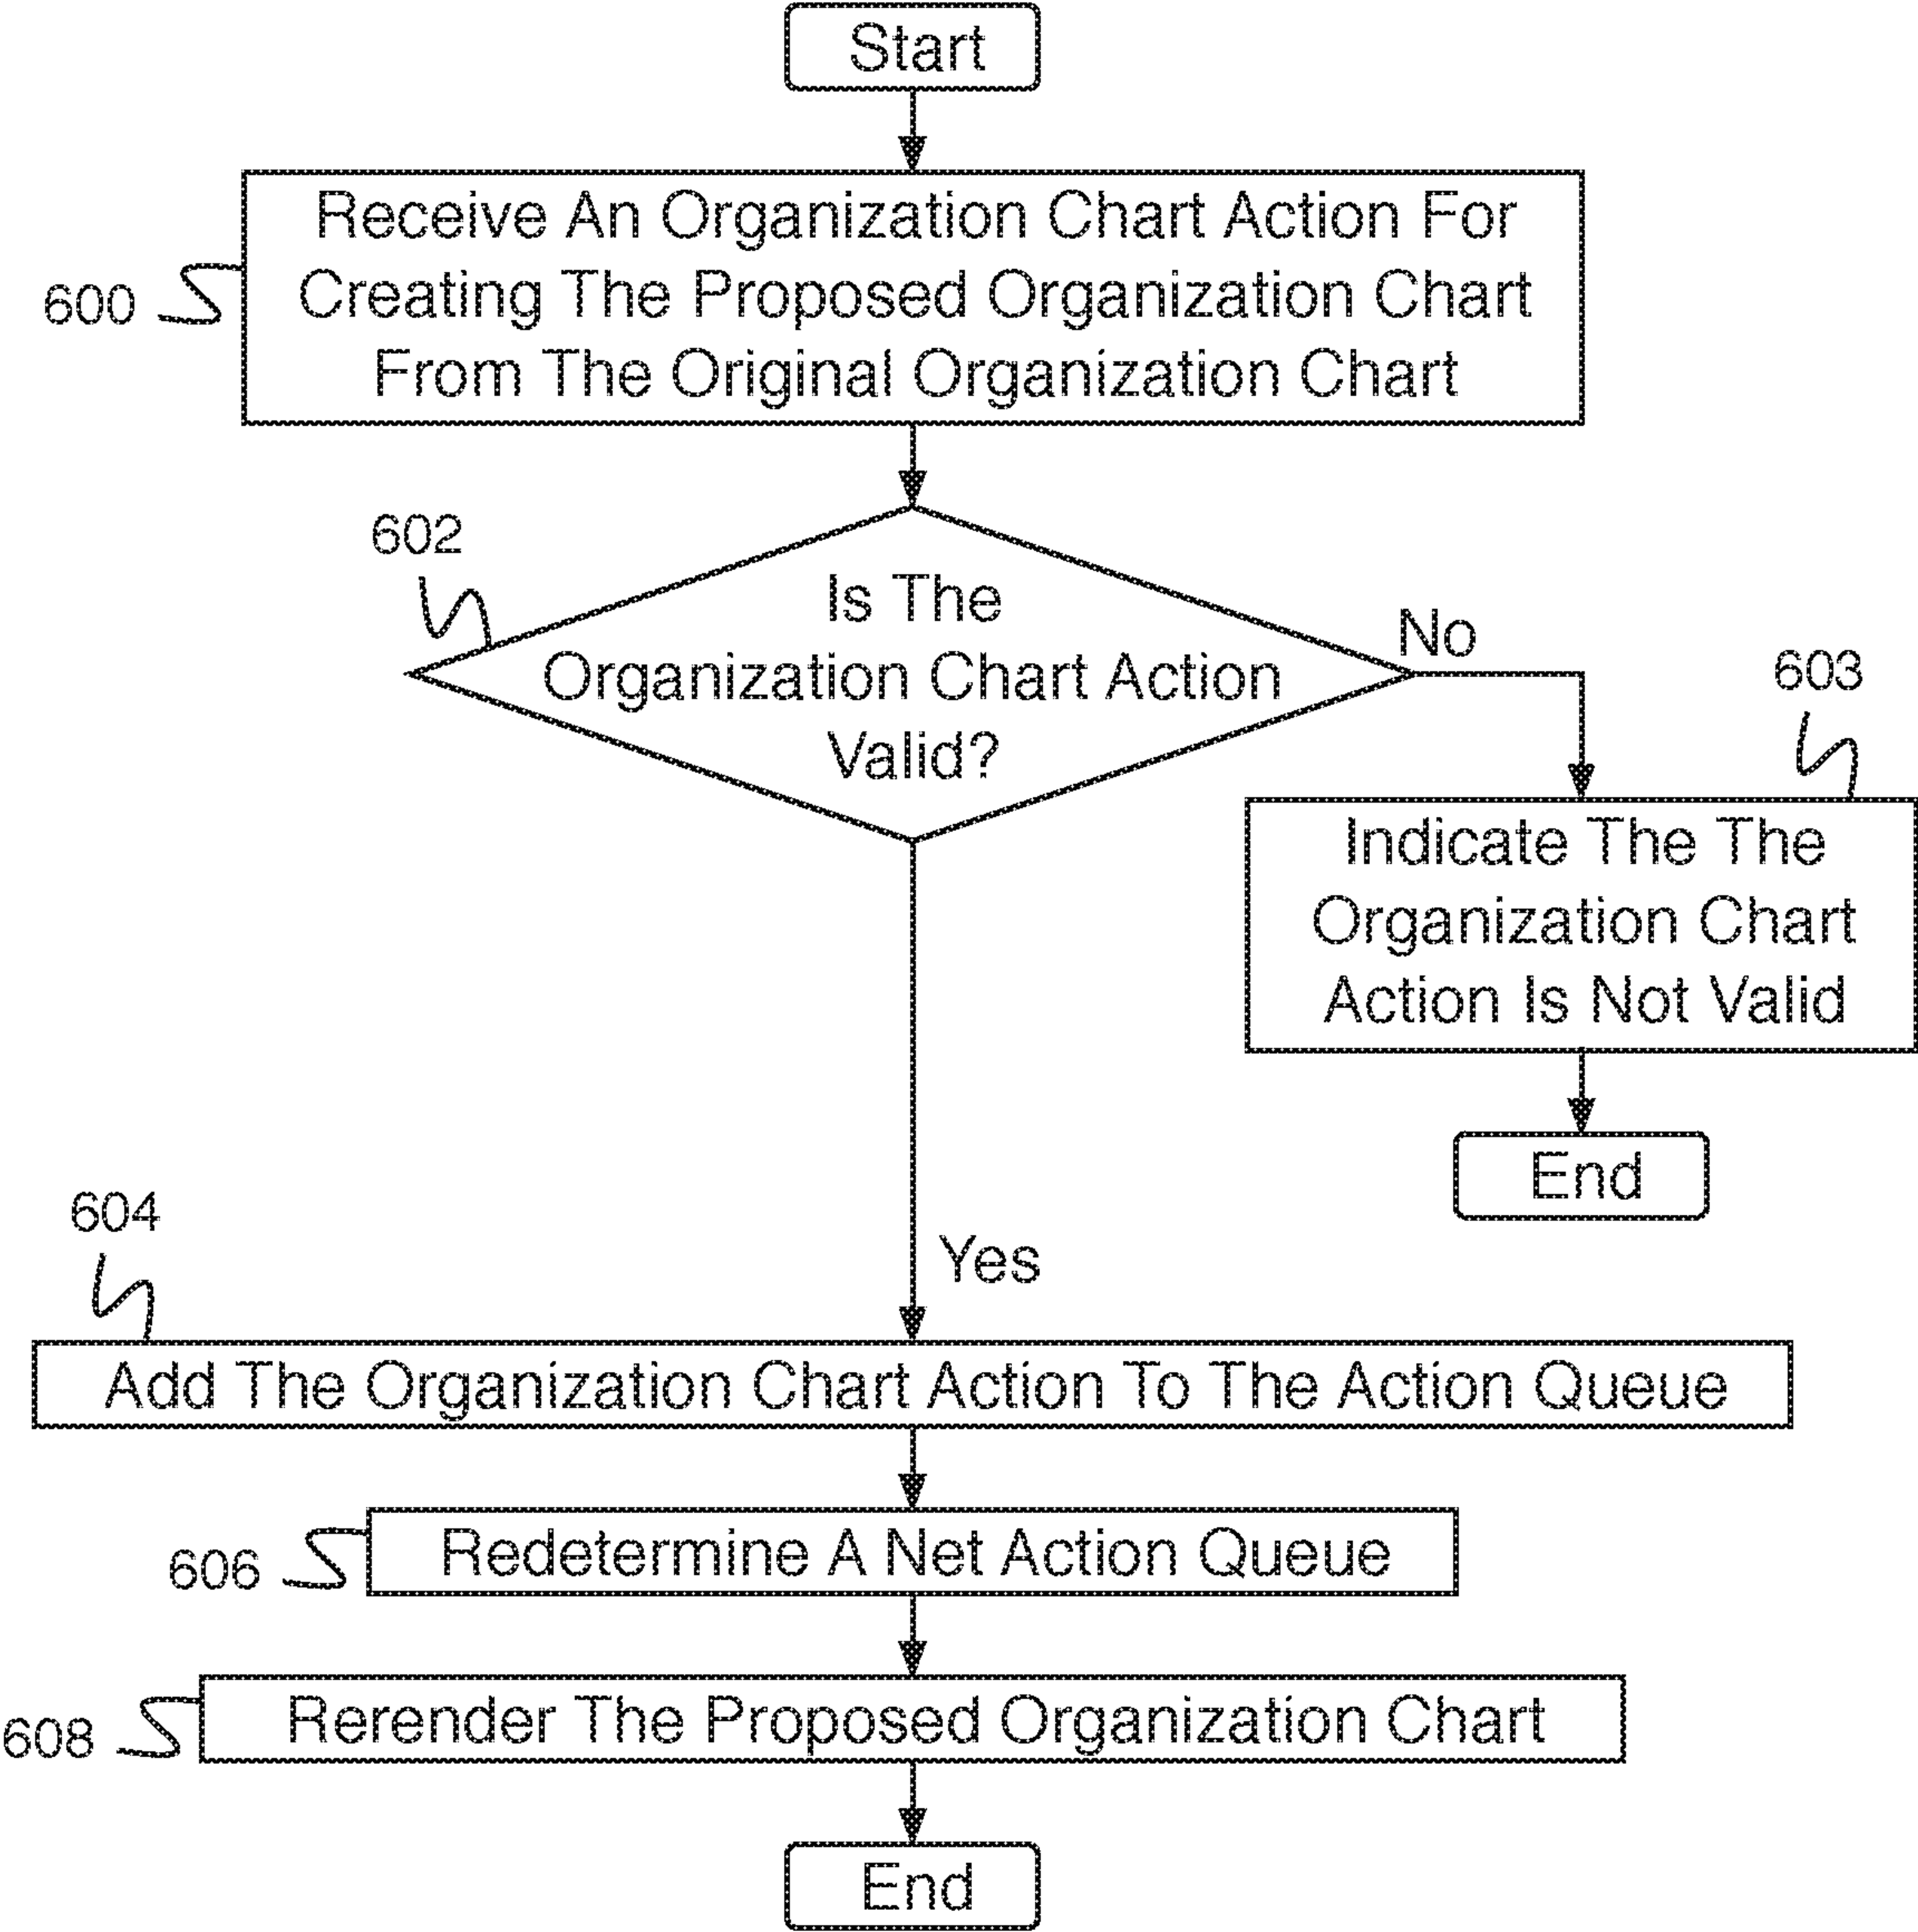 Start
Receive An Organization Chart Action For
Creating The Proposed Organization Chart
From The Original Organization Chart
600
602
Is The
Organization Chart Action
Valid?
No
603
Indicate The The
Organization Chart
Action Is Not Valid
End
604
Yes
Add The Organization Chart Action To The Action Queue
Redetermine A Net Action Queue
606
Rerender The Proposed Organization Chart
608
End